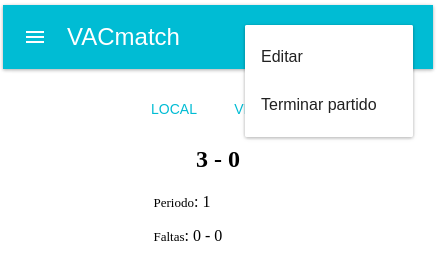 VACmatch
Editar
Terminar partido
LOCAL
3 - 0
Periodo: 1
Faltas: 0 - 0